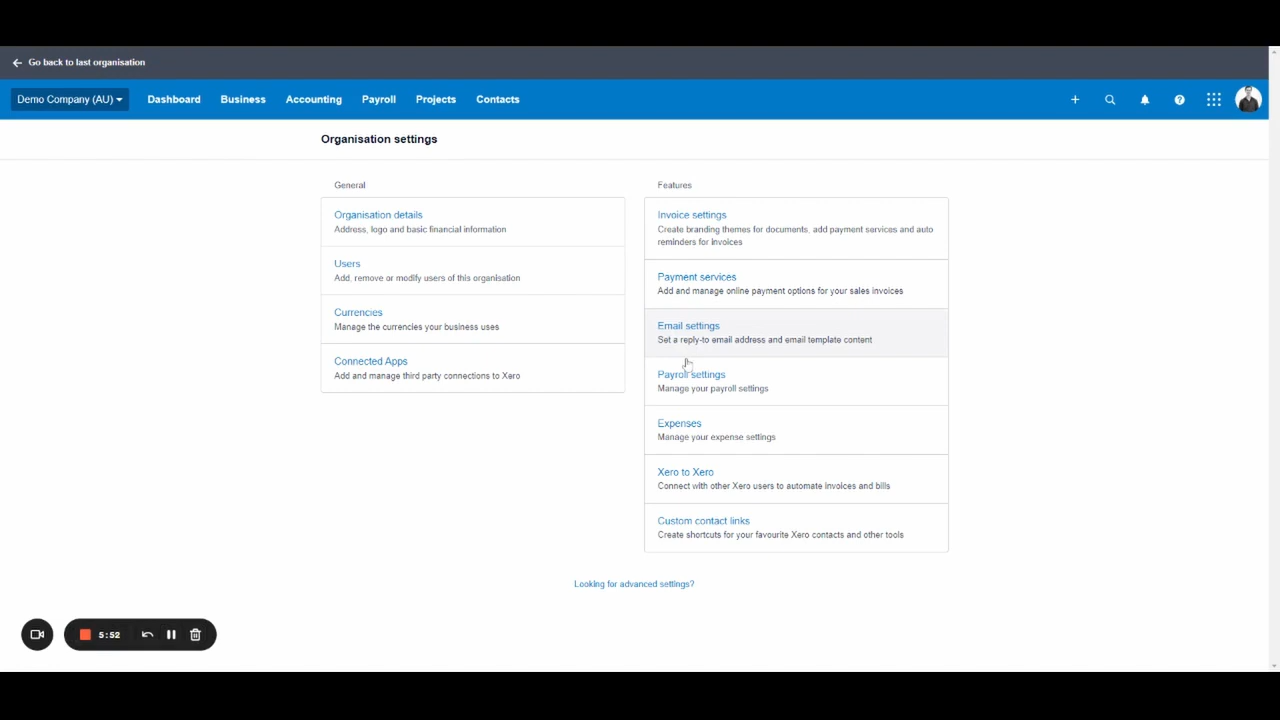 Go back to last organisation
Demo Company (AU) Dashboard Business Accounting Payroll Projects Contacts
Organisation settings
General
Organisation details
Address, logo and basic financial information
Users
Add, remove or modify users of this organisation
Currencies
Manage the currencies your business uses
Connected Apps
Add and manage third party connections to Xero
Features
Invoice settings
Create branding themes for documents, add payment services and auto
reminders for invoices
Payment services
Add and manage online payment options for your sales invoices
Email settings
Set a reply-to email address and email template content
Payroll settings
Manage your payroll settings
Expenses
Manage your expense settings
Xero to Xero
Connect with other Xero users to automate invoices and bills
Custom contact links
Create shortcuts for your favourite Xero contacts and other tools
Looking for advanced settings?
5:52